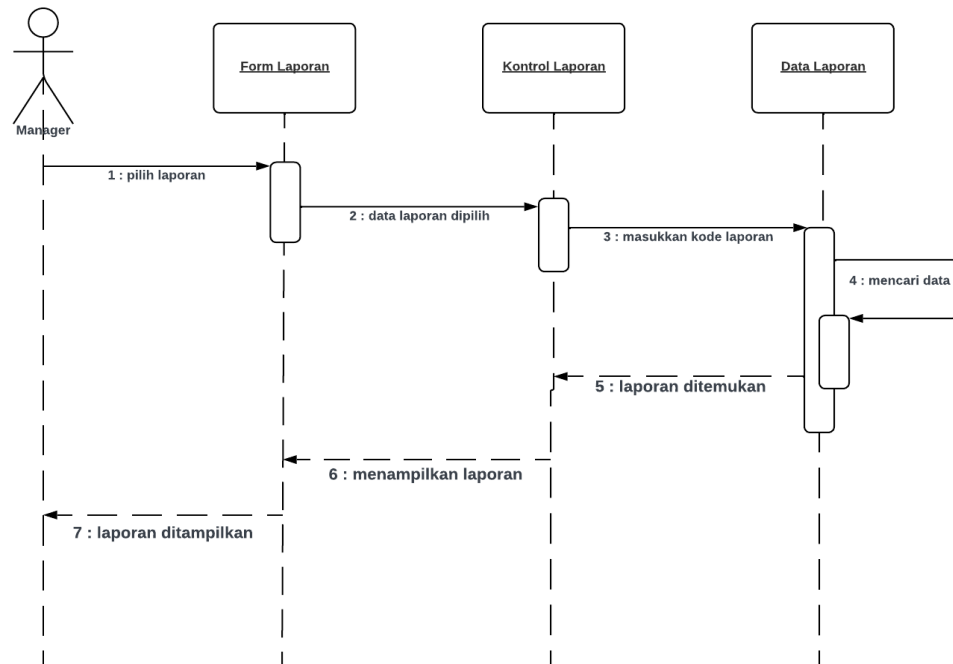 Form Laporan
Kontrol Laporan
Data Laporan
Manager
1 : pilih laporan
2 : data laporan dipilih
3 : masukkan kode laporan
4 : mencari data
5 : laporan ditemukan
6 : menampilkan laporan
7 : laporan ditampilkan